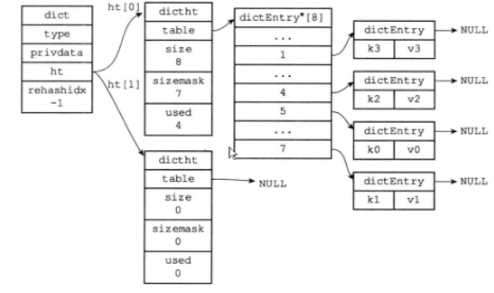 dict
type
privdata
ht
rehashidx
-1
ht[0]
ht[1]
dictht
table
size
8
sizemask
7
used
4
dictht
table
size
0
sizemask
0
used
0
NULL
dictEntry*[8]
...
1
...
4
5
...
7
dictEntry
k3 v3
NULL
dictEntry
k2 v2
NULL
dictEntry
k0 v0
NULL
dictEntry
k1 v1
NULL